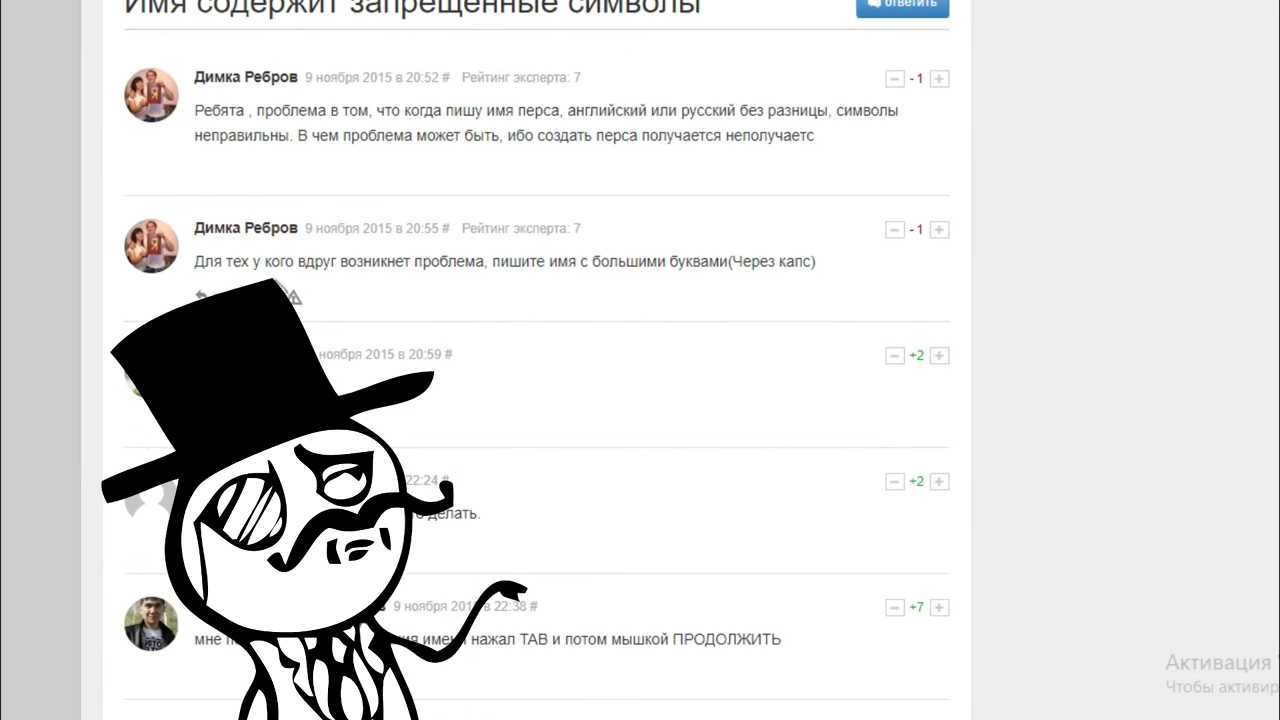 Имя содержит запрещенные символы
ответить
Димка Ребров 9 ноября 2015 в 20:52 # Рейтинг эксперта: 7
- 1
Ребята , проблема в том, что когда пишу имя перса, английский или русский без разницы, символы
неправильны. В чем проблема может быть, ибо создать перса получается неполучаетс
Димка Ребров 9 ноября 2015 в 20:55 # Рейтинг эксперта: 7
- 1
Для тех у кого вдруг возникнет проблема, пишите имя с большими буквами(Через капс)
ноября 2015 в 20:59 #
+2
22:24 #
+2
делать.
9 ноября 201 в 22:38 #
+7
мне нажал TAB и потом мышкой ПРОДОЛЖИТЬ
Активация
Чтобы активир